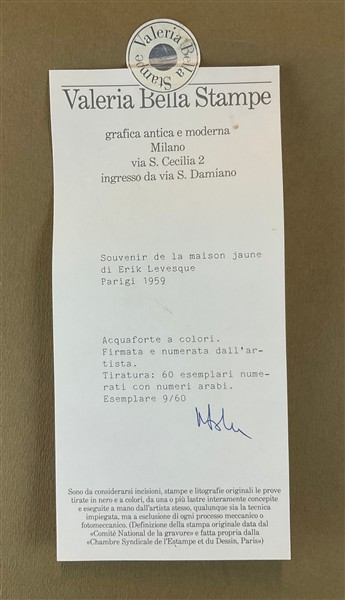 Valeria Bella Stampe
Valeria Bella Stampe
grafica antica e moderna
Milano
via S. Cecilia 2
ingresso da via S. Damiano
Souvenir de la maison jaune
di Erik Levesque
Parigi 1959
Acquaforte a colori.
Firmata e numerata dall'ar-
tista.
Tiratura: 60 esemplari nume-
rati con numeri arabi.
Esemplare 9/60
Sono da considerarsi incisioni, stampe e litografie originali le prove
tirate in nero e a colori, da una o più lastre interamente concepite
e eseguite a mano dall'artista stesso, qualunque sia la tecnica
impiegata, ma a esclusione di ogni processo meccanico o
fotomeccanico. (Definizione della stampa originale data dal
«Comité National de la gravure» e fatta propria dalla
«Chambre Syndicale de l'Estampe et du Dessin, Paris»)